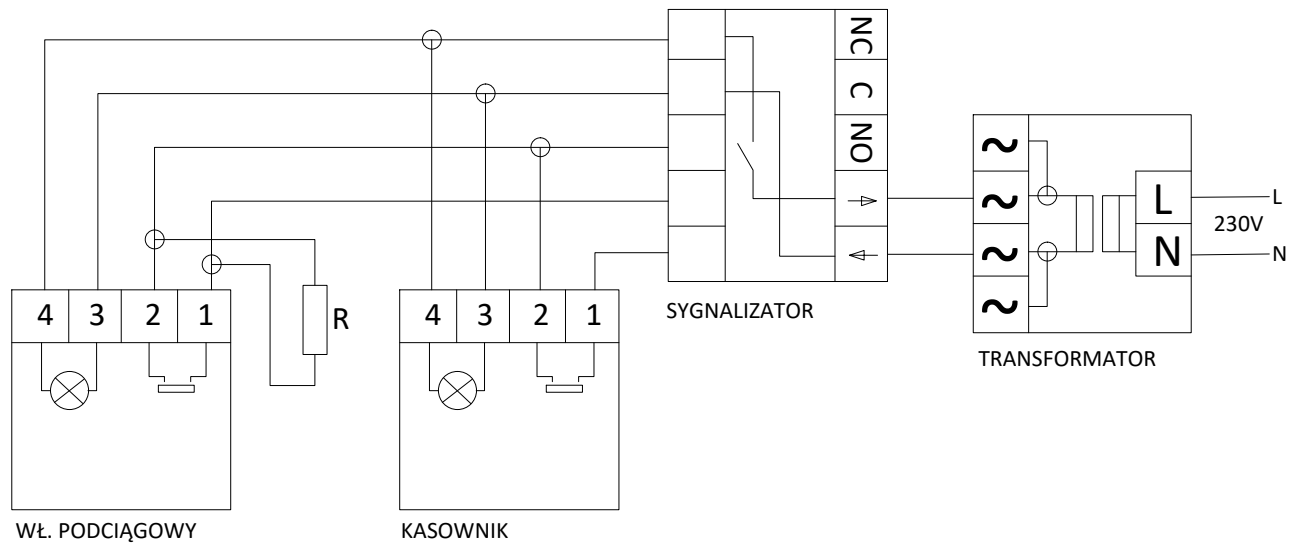 NC
C
NO
~
~
~
~
L
N
L
230V
N
SYGNALIZATOR
TRANSFORMATOR
4 3 2 1
R
4 3 2 1
WŁ. PODCIĄGOWY
KASOWNIK